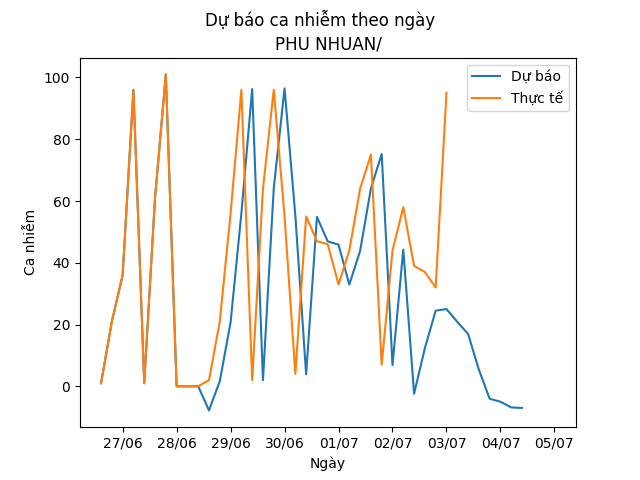 Dự báo ca nhiễm theo ngày
PHU NHUAN/
Dự báo
Thực tế
Ca nhiễm
100
80
60
40
20
0
27/06 28/06 29/06 30/06 01/07 02/07 03/07 04/07 05/07
Ngày